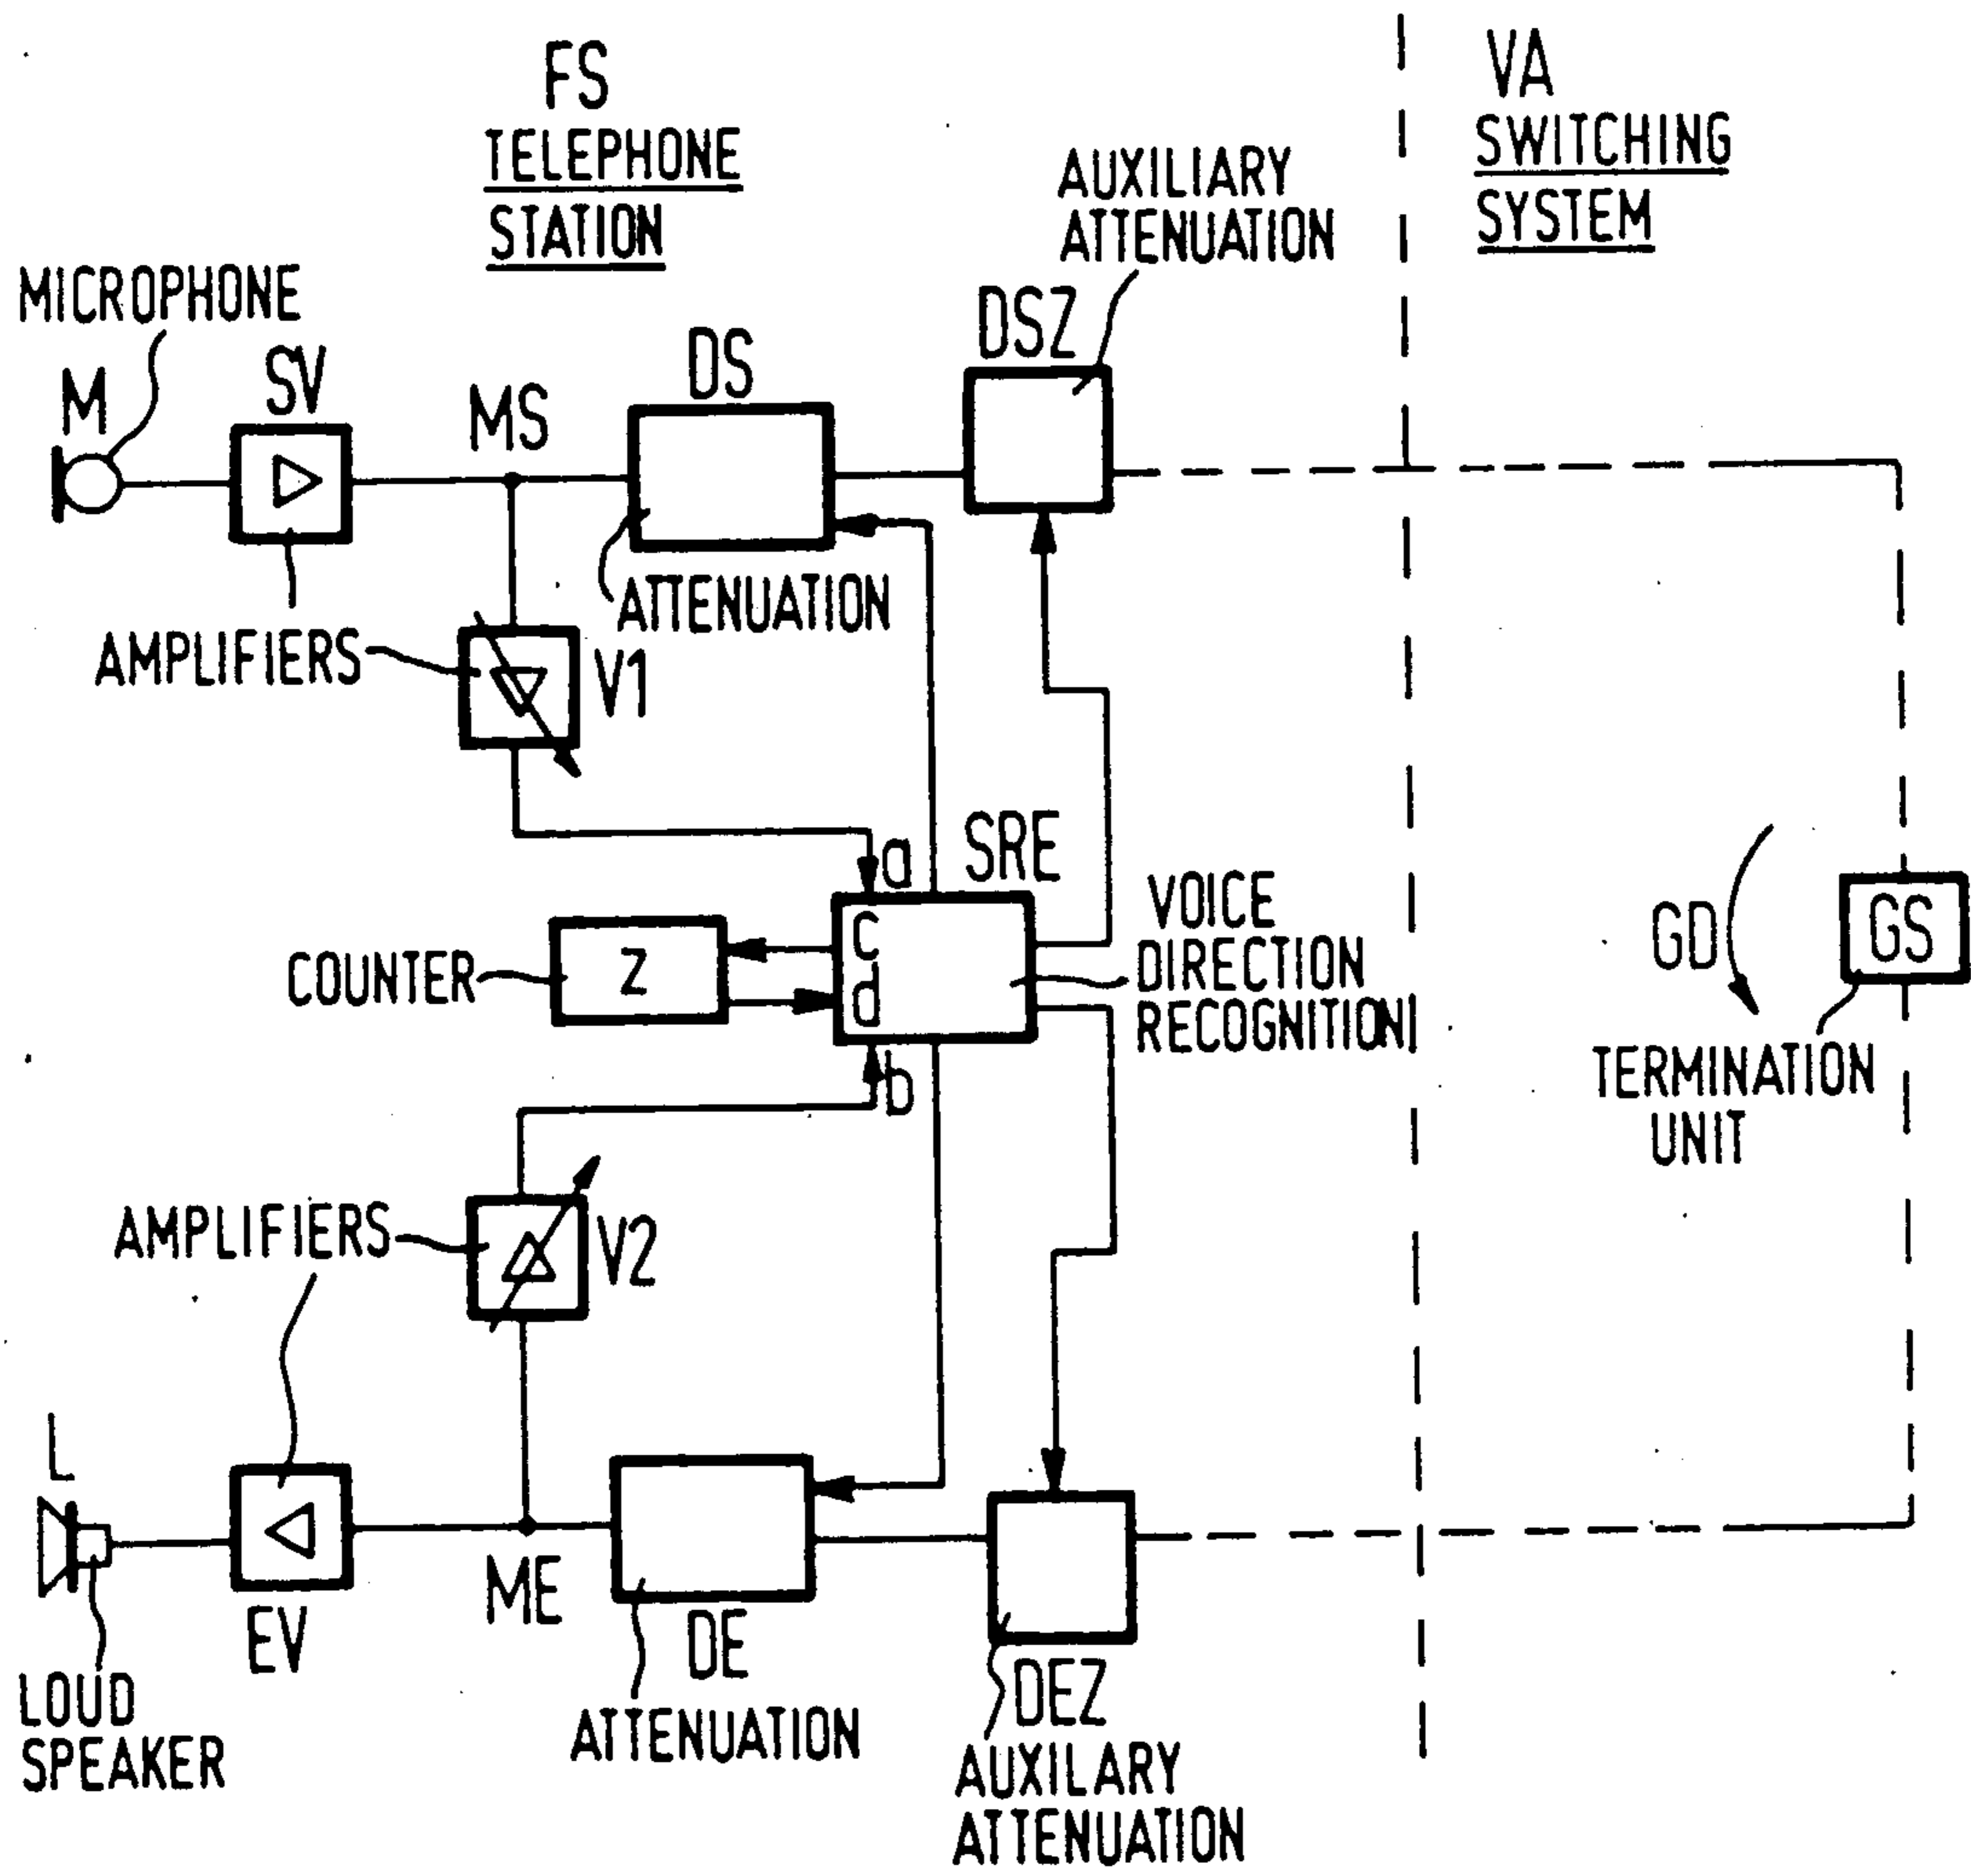 FS
TELEPHONE
STATION
VA
SWITCHING
SYSTEM
AUXILIARY
ATTENUATION
MICROPHONE
M
SV
MS
DS
DSZ
ATTENUATION
AMPLIFIERS
V1
a
SRE
VOICE
DIRECTION
RECOGNITION
COUNTER
Z
C
d
b
GD
GS
TERMINATION
UNIT
AMPLIFIERS
V2
L
EV
ME
DE
DEZ
LOUD
SPEAKER
ATTENUATION
AUXILARY
ATTENUATION